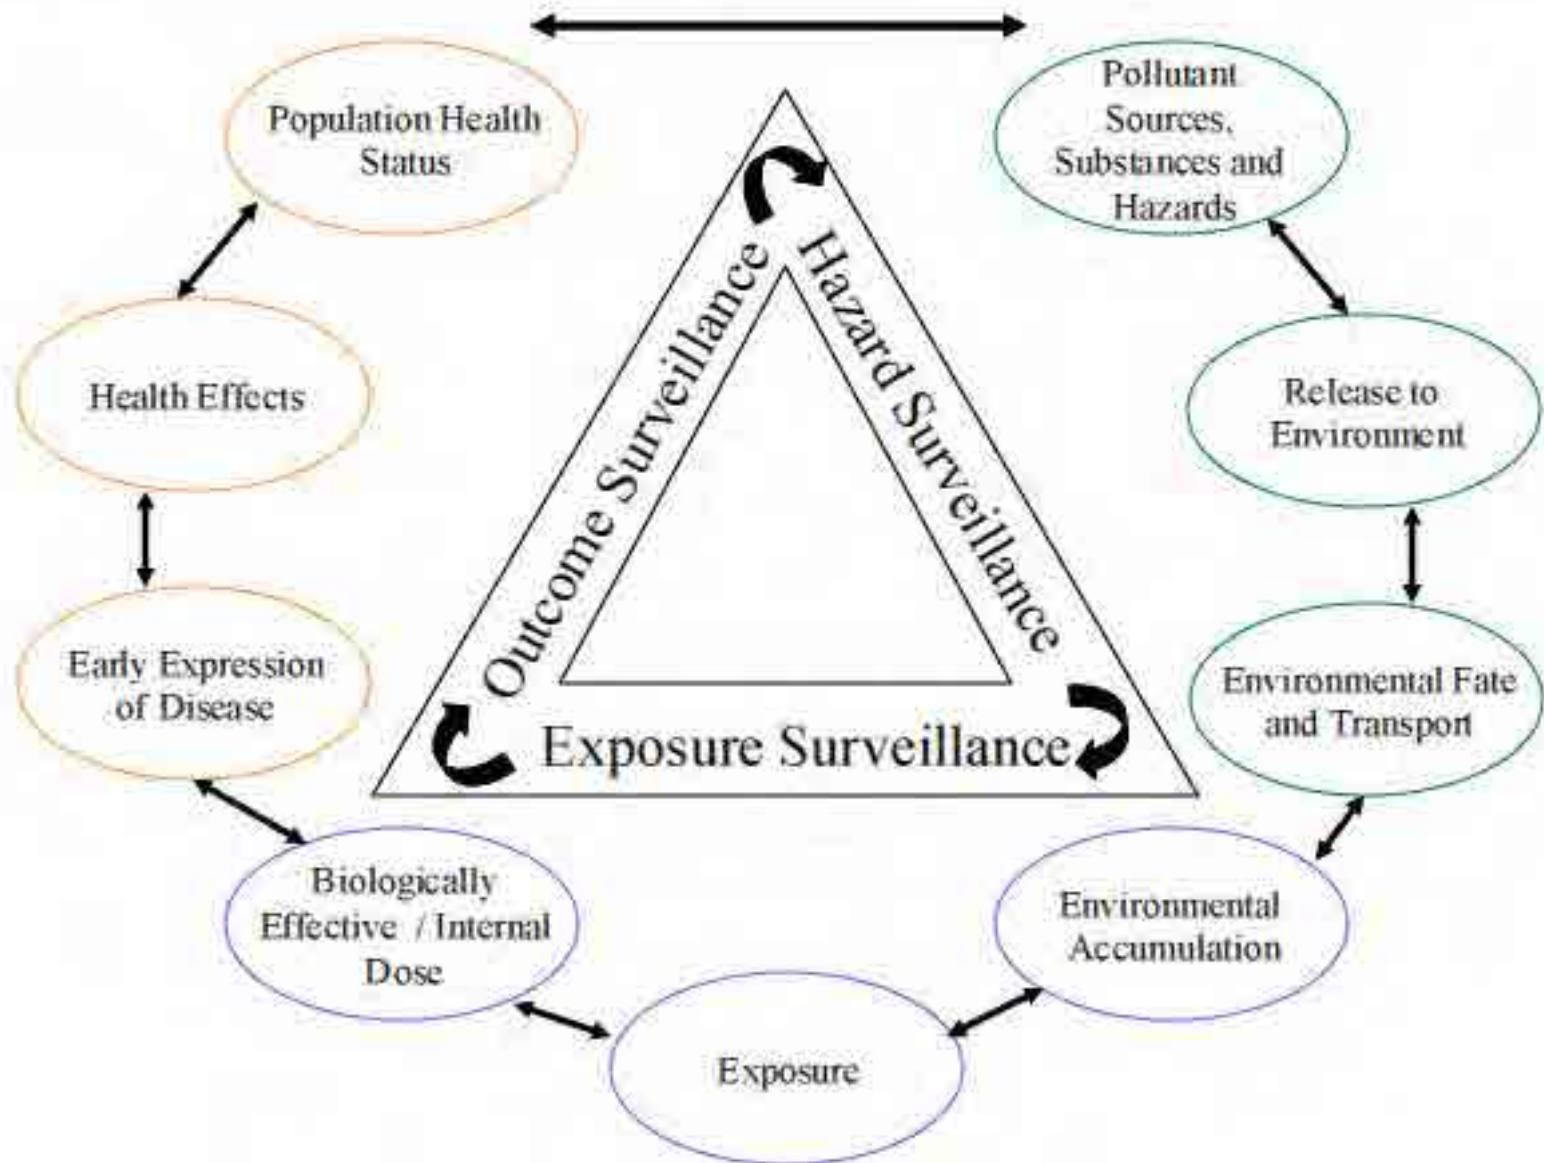 Population Health
Status
Pollutant
Sources,
Substances and
Hazards
Health Effects
Release to
Environment
Early Expression
of Disease
Environmental Fate
and Transport
Biologically
Effective / Internal
Dose
Environmental
Accumulation
Exposure
Outcome Surveillance
Hazard Surveillance
Exposure Surveillance